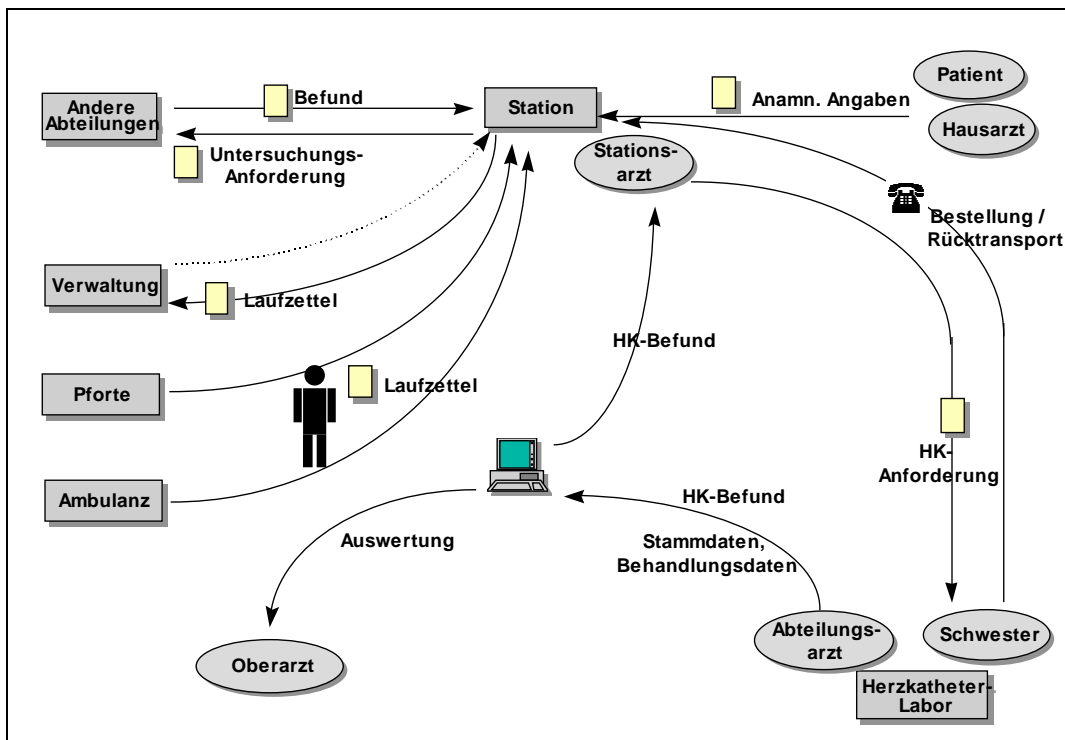 Andere
Abteilungen
Befund
Station
Anamn. Angaben
Patient
Hausarzt
Untersuchungs-
Anforderung
Stations-
arzt
Bestellung /
Rücktransport
Verwaltung
Laufzettel
HK-Befund
Pforte
Laufzettel
HK-
Anforderung
Ambulanz
HK-Befund
Auswertung
Stammdaten,
Behandlungsdaten
Oberarzt
Abteilungs-
arzt
Schwester
Herzkatheter-
Labor